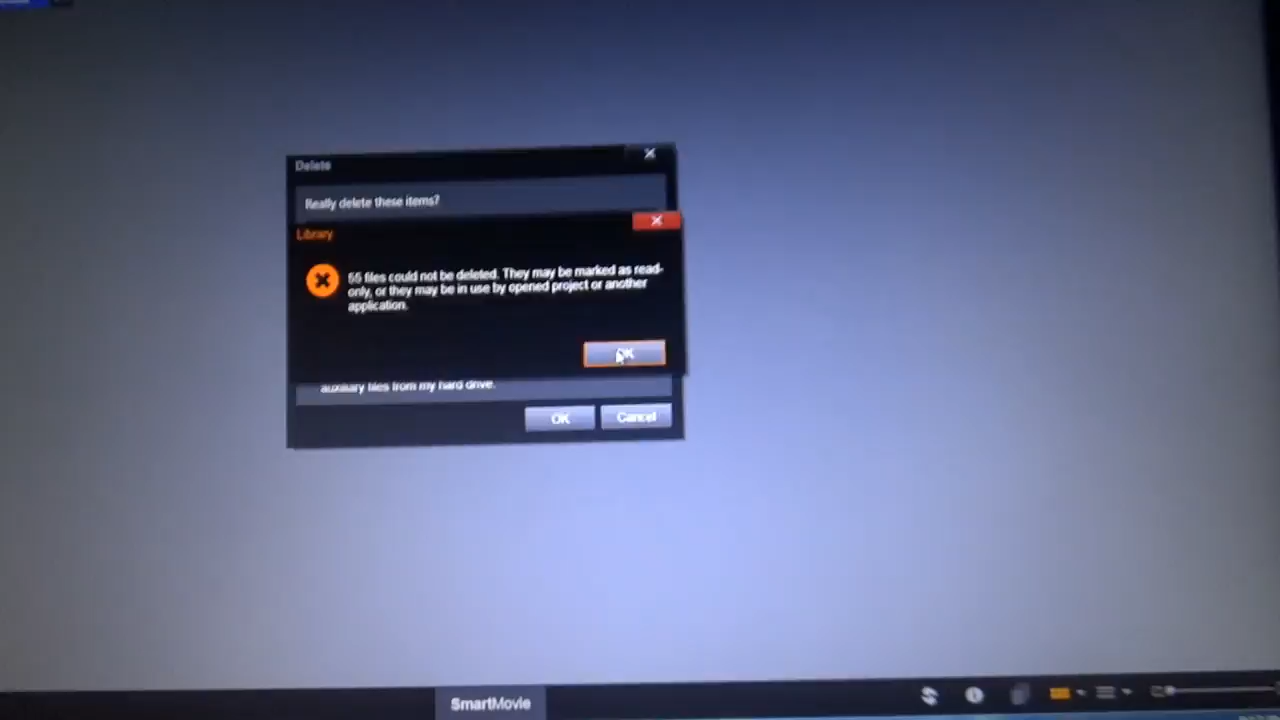 Delete
Really delete these items?
Library
55 files could not be deleted. They may be marked as read-
only, or they may be in use by opened project or another
application.
OK
auxiliary files from my hard drive.
OK
Cancel
SmartMovie